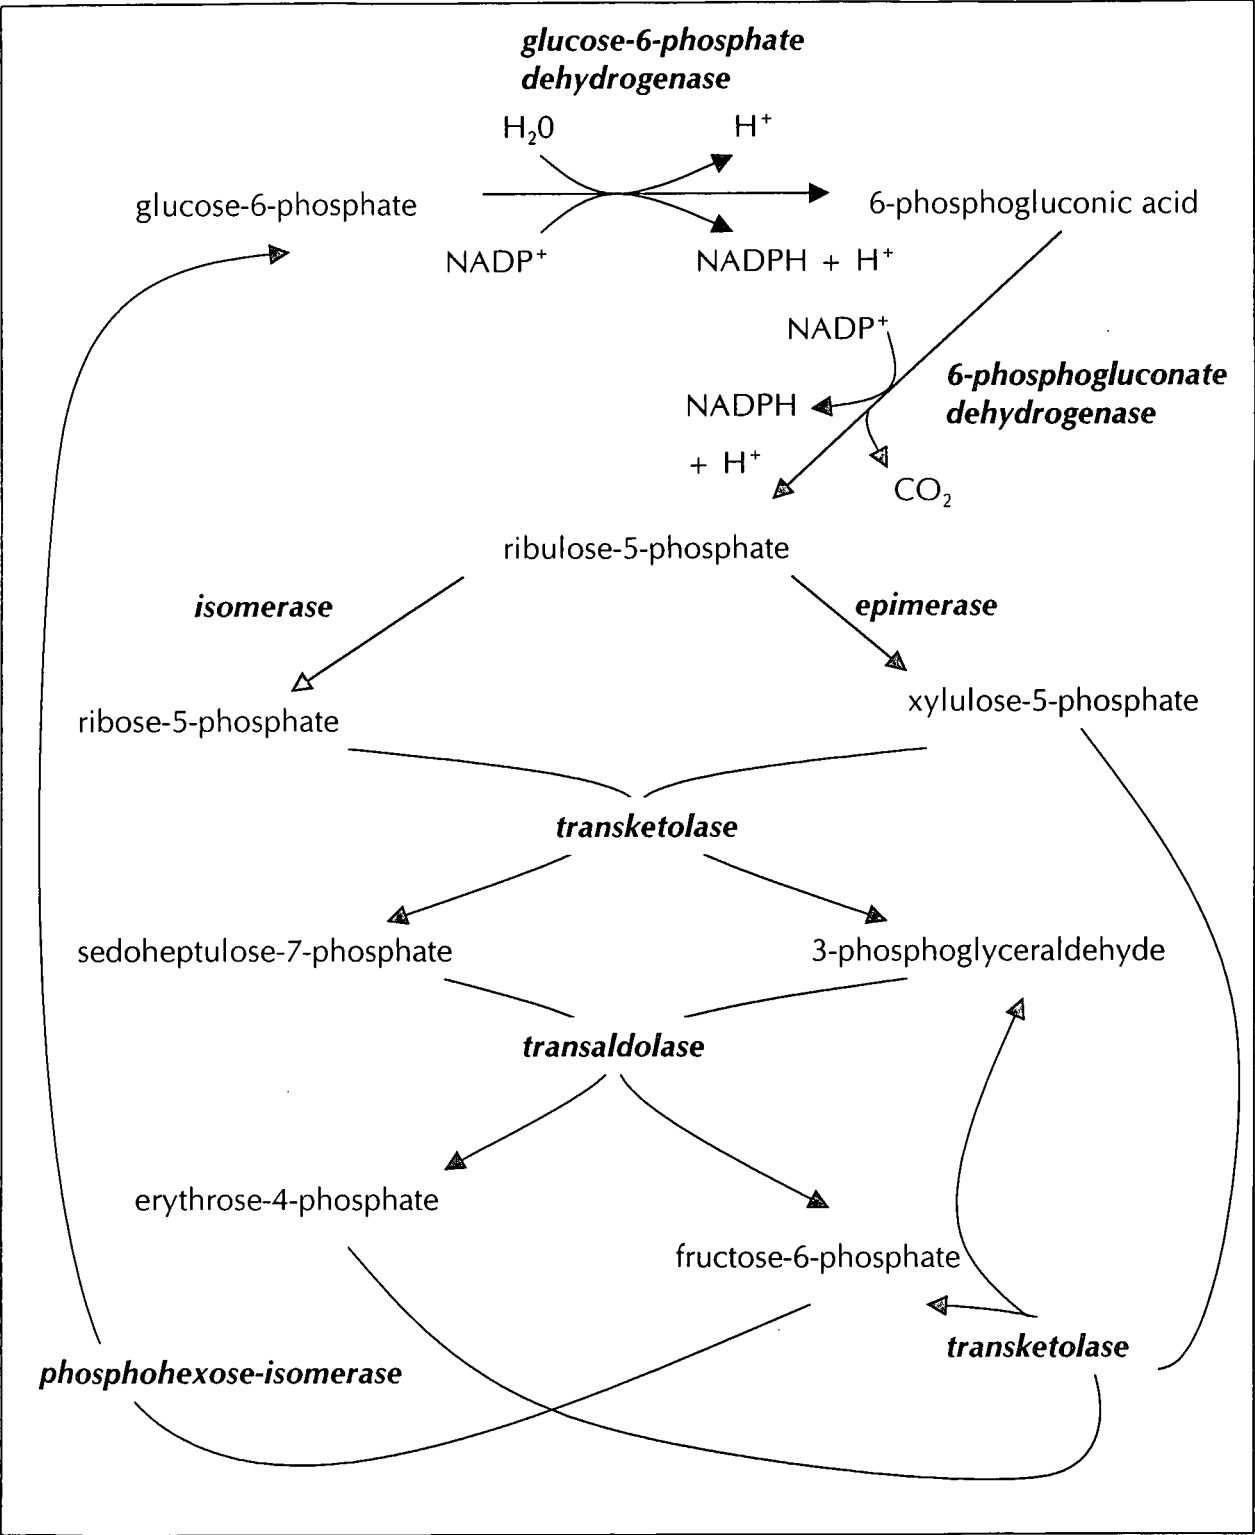 glucose-6-phosphate
dehydrogenase
H₂0
H⁺
glucose-6-phosphate
6-phosphogluconic acid
NADP⁺
NADPH + H⁺
NADP⁺
6-phosphogluconate
dehydrogenase
NADPH
+ H⁺
CO₂
ribulose-5-phosphate
isomerase
epimerase
ribose-5-phosphate
xylulose-5-phosphate
transketolase
sedoheptulose-7-phosphate
3-phosphoglyceraldehyde
transaldolase
erythrose-4-phosphate
fructose-6-phosphate
transketolase
phosphohexose-isomerase